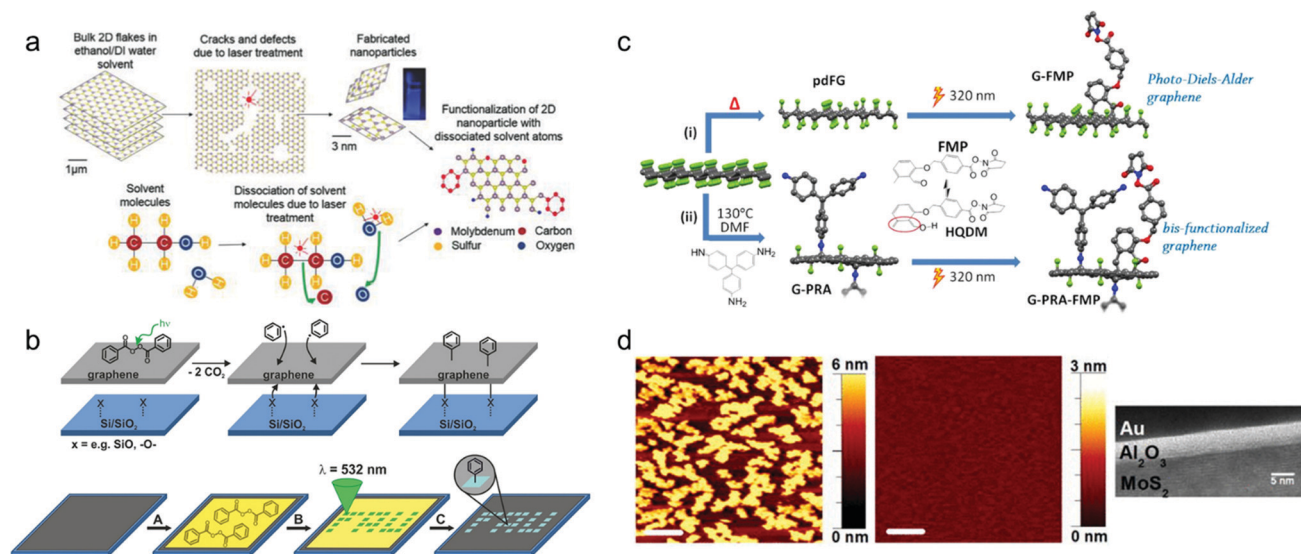 a
Bulk 2D flakes in
ethanol/DI water
solvent
Cracks and defects
due to laser treatment
Fabricated
nanoparticles
1μm
3 nm
Functionalization of 2D
nanoparticle with
dissociated solvent atoms
Solvent
molecules
Dissociation of solvent
molecules due to laser
treatment
H H
H C C O H
H H
H O H
H H
H C C O H
H H
H O H
C O
Molybdenum Carbon
Sulfur Oxygen
b
hν
graphene
- 2 CO2
graphene
graphene
X X
Si/SiO2
X X
Si/SiO2
X X
Si/SiO2
x = e.g. SiO, -O-
λ = 532 nm
A
B
C
c
pdFG
G-FMP
Photo-Diels-Alder
graphene
Δ
320 nm
(i)
FMP
(ii)
130°C
DMF
HQDM
bis-functionalized
graphene
HN
NH2
NH2
G-PRA
320 nm
G-PRA-FMP
d
6 nm
0 nm
3 nm
0 nm
Au
Al2O3
MoS2
5 nm